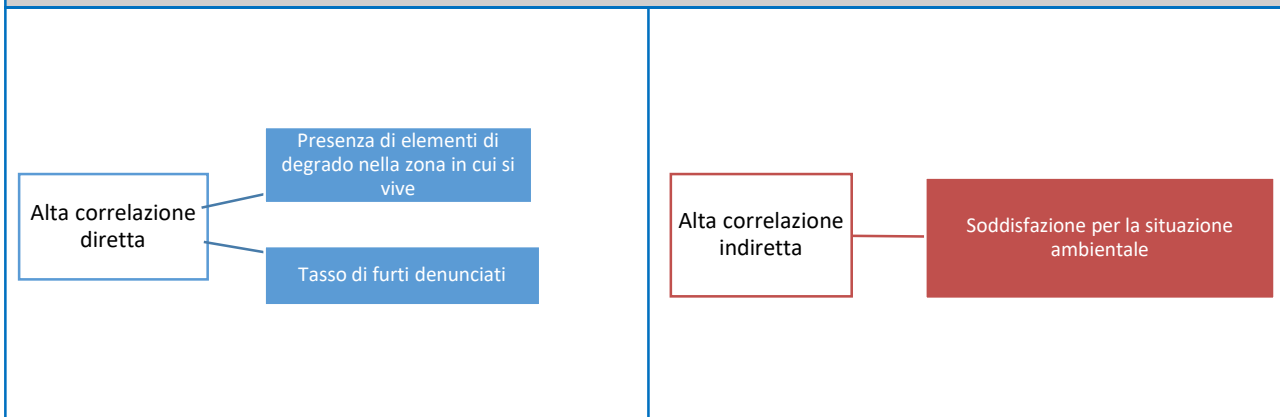 Alta correlazione
diretta
Presenza di elementi di
degrado nella zona in cui si
vive
Tasso di furti denunciati
Alta correlazione
indiretta
Soddisfazione per la situazione
ambientale